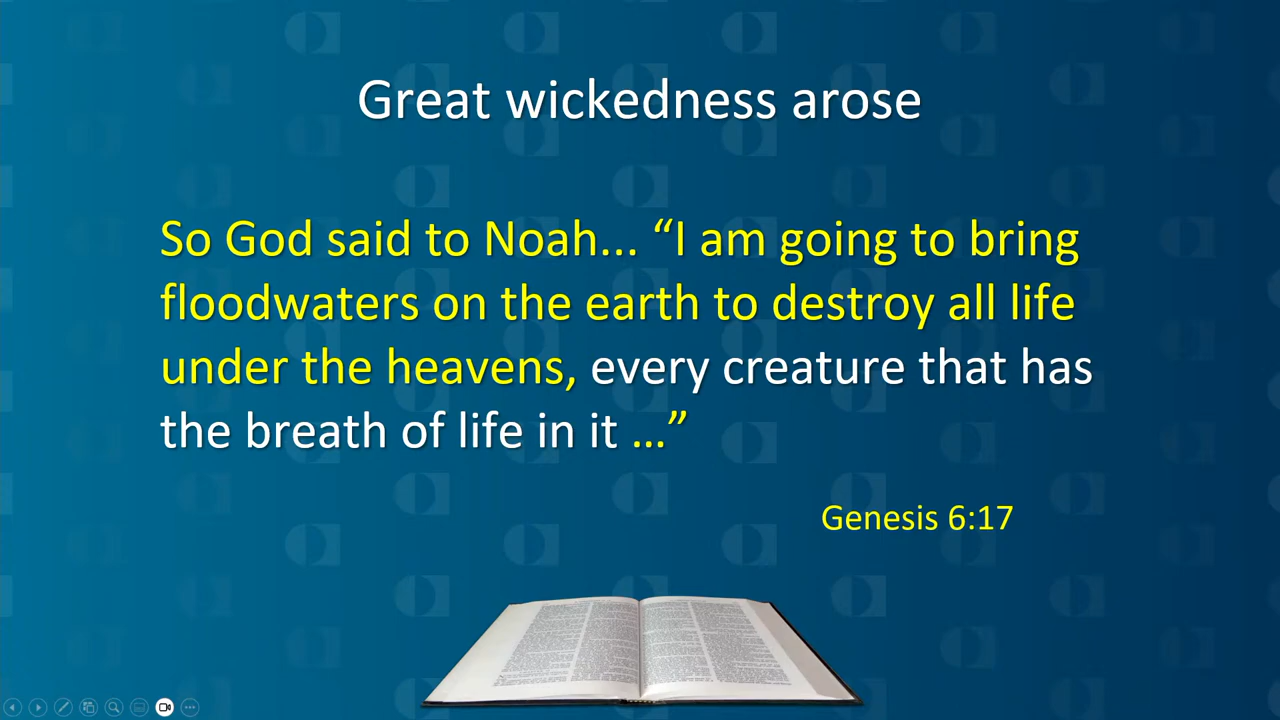 Great wickedness arose
So God said to Noah... “I am going to bring
floodwaters on the earth to destroy all life
under the heavens, every creature that has
the breath of life in it ...”
Genesis 6:17